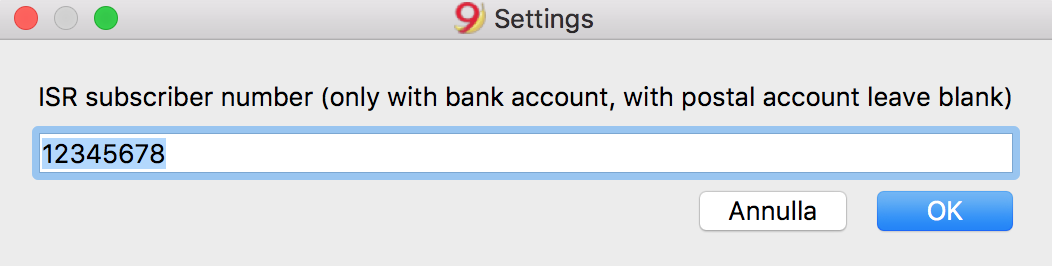 Settings
ISR subscriber number (only with bank account, with postal account leave blank)
12345678
Annulla OK